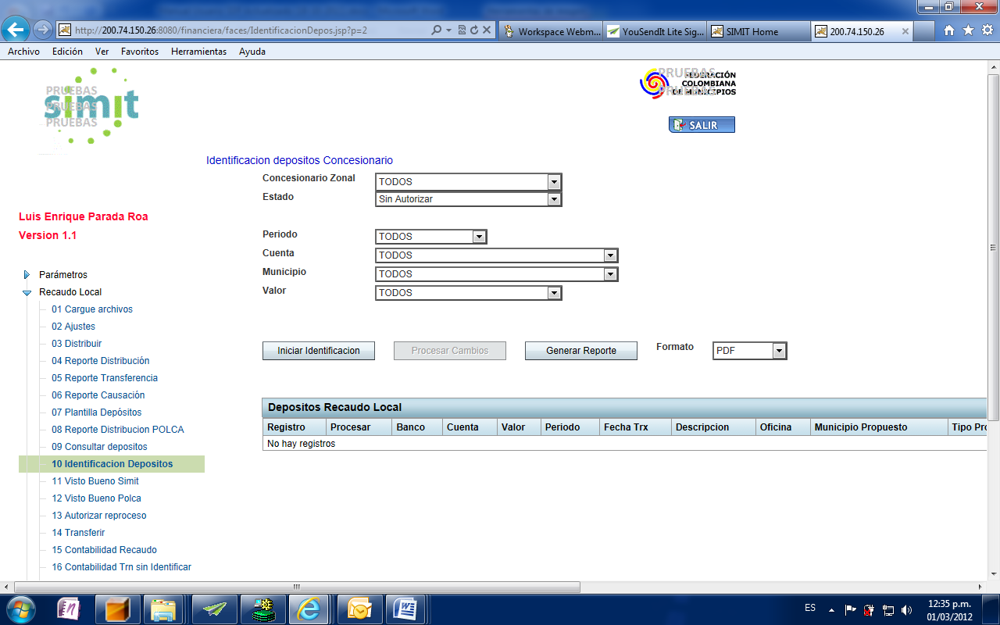 http://200.74.150.26:8080/financiera/faces/IdentificacionDepos.jsp?p=2
Workspace Webm...
YouSendIt Lite Sig...
SIMIT Home
200.74.150.26
Archivo Edición Ver Favoritos Herramientas Ayuda
PRUEBAS
simit
PRUEBAS
PRUEBAS
PRUEBAS
FEDERACIÓN
COLOMBIANA
DE MUNICIPIOS
PRUEBAS
SALIR
Identificacion depositos Concesionario
Concesionario Zonal TODOS
Estado Sin Autorizar
Luis Enrique Parada Roa
Version 1.1
Periodo TODOS
Cuenta TODOS
Municipio TODOS
Valor TODOS
Parámetros
Recaudo Local
01 Cargue archivos
02 Ajustes
03 Distribuir
04 Reporte Distribución
05 Reporte Transferencia
06 Reporte Causación
07 Plantilla Depósitos
08 Reporte Distribucion POLCA
09 Consultar depositos
10 Identificacion Depositos
11 Visto Bueno Simit
12 Visto Bueno Polca
13 Autorizar reproceso
14 Transferir
15 Contabilidad Recaudo
16 Contabilidad Trn sin Identificar
Iniciar Identificacion Procesar Cambios Generar Reporte Formato PDF
Depositos Recaudo Local
Registro Procesar Banco Cuenta Valor Periodo Fecha Trx Descripcion Oficina Municipio Propuesto Tipo Pro
No hay registros
ES
12:35 p.m.
01/03/2012